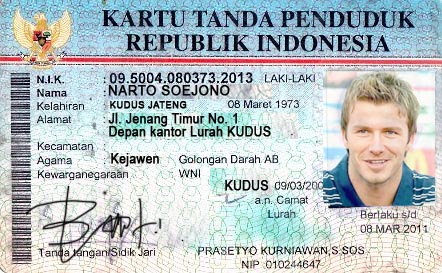 KARTU TANDA PENDUDUK
REPUBLIK INDONESIA
N.I.K. : 09.5004.080373.2013 LAKI-LAKI
Nama : NARTO SOEJONO
Kelahiran KUDUS JATENG 08 Maret 1973
Alamat : Jl. Jenang Timur No. 1
Depan kantor Lurah KUDUS
Kecamatan :
Agama : Kejawen Golongan Darah AB
Kewarganegaraan WNI
KUDUS 09/03/200
a.n. Camat
Lurah
Berlaku s/d
08 MAR 2011
Tanda tangan/Sidik Jari
PRASETYO KURNIAWAN,S.SOS.
NIP 010244647